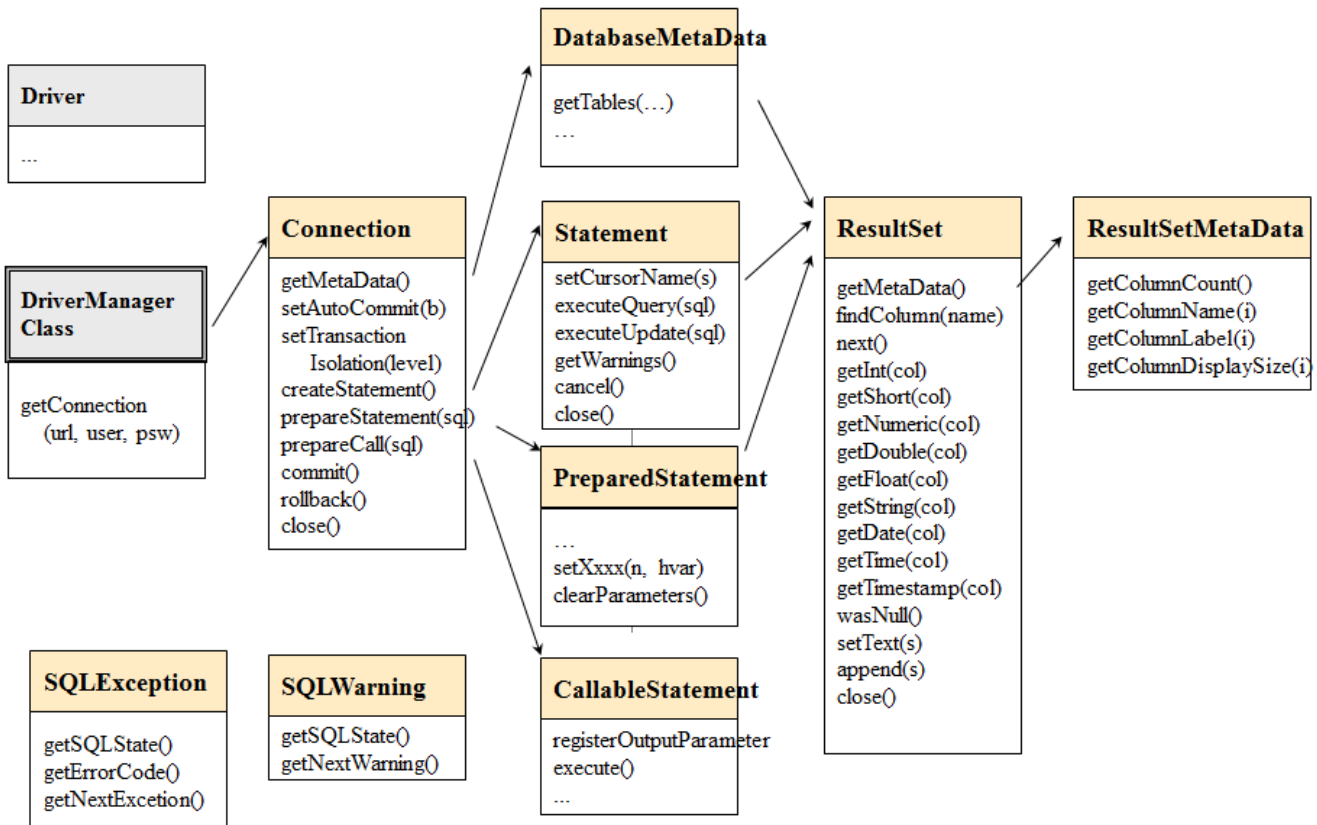 Driver
...
DriverManager
Class
getConnection
(url, user, psw)
Connection
getMetaData()
setAutoCommit(b)
setTransaction
Isolation(level)
createStatement()
prepareStatement(sql)
prepareCall(sql)
commit()
rollback()
close()
DatabaseMetaData
getTables(…)
…
Statement
setCursorName(s)
executeQuery(sql)
executeUpdate(sql)
getWarnings()
cancel()
close()
PreparedStatement
…
setXxxx(n, hvar)
clearParameters()
CallableStatement
registerOutputParameter
execute()
...
ResultSet
getMetaData()
findColumn(name)
next()
getInt(col)
getShort(col)
getNumeric(col)
getDouble(col)
getFloat(col)
getString(col)
getDate(col)
getTime(col)
getTimestamp(col)
wasNull()
setText(s)
append(s)
close()
ResultSetMetaData
getColumnCount()
getColumnName(i)
getColumnLabel(i)
getColumnDisplaySize(i)
SQLException
getSQLState()
getErrorCode()
getNextExcetion()
SQLWarning
getSQLState()
getNextWarning()